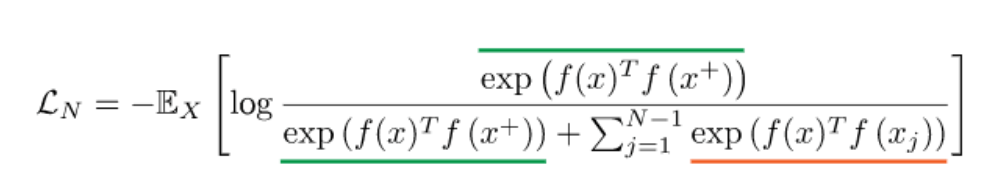 \mathcal{L}_N = -\mathbb{E}_X \left[ \log \frac{\exp\left(f(x)^T f\left(x^+\right)\right)}{\exp\left(f(x)^T f\left(x^+\right)\right) + \sum_{j=1}^{N-1} \exp\left(f(x)^T f\left(x_j\right)\right)} \right]